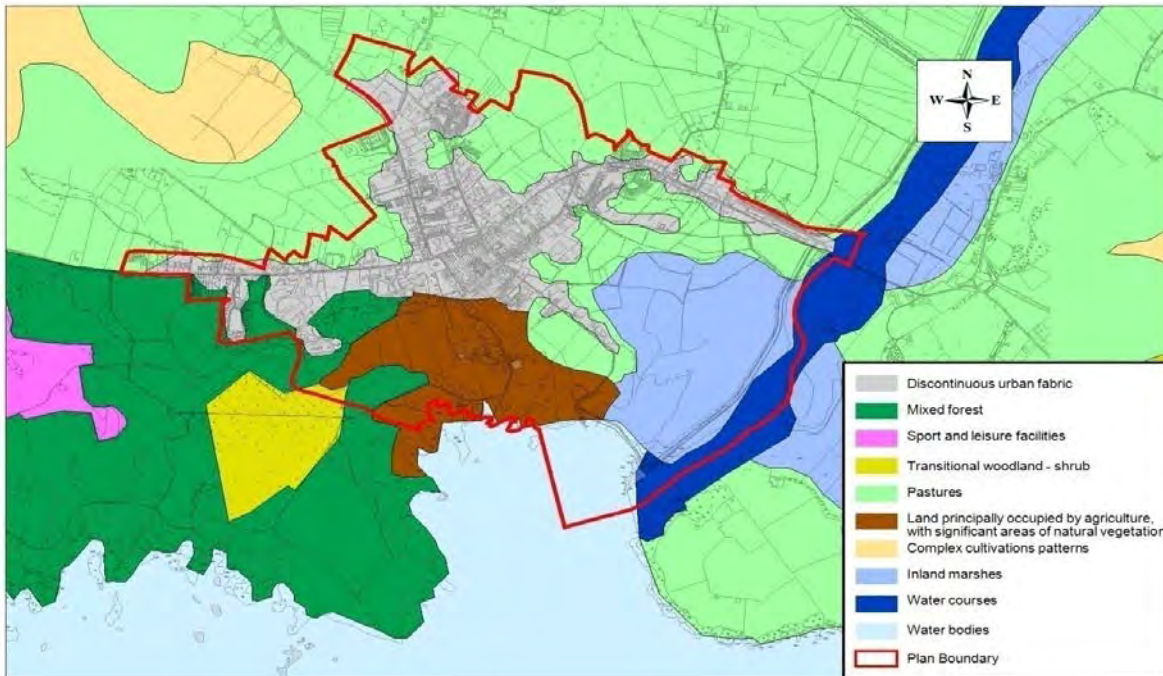 N
W E
S
Discontinuous urban fabric
Mixed forest
Sport and leisure facilities
Transitional woodland - shrub
Pastures
Land principally occupied by agriculture,
with significant areas of natural vegetation
Complex cultivations patterns
Inland marshes
Water courses
Water bodies
Plan Boundary